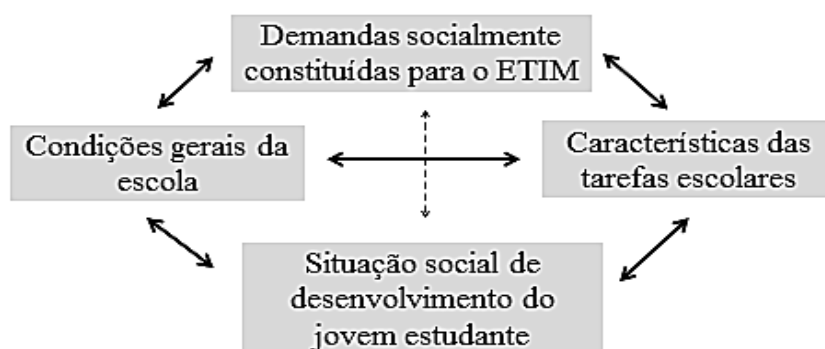 Demandas socialmente
constituídas para o ETIM
Condições gerais da
escola
Características das
tarefas escolares
Situação social de
desenvolvimento do
jovem estudante